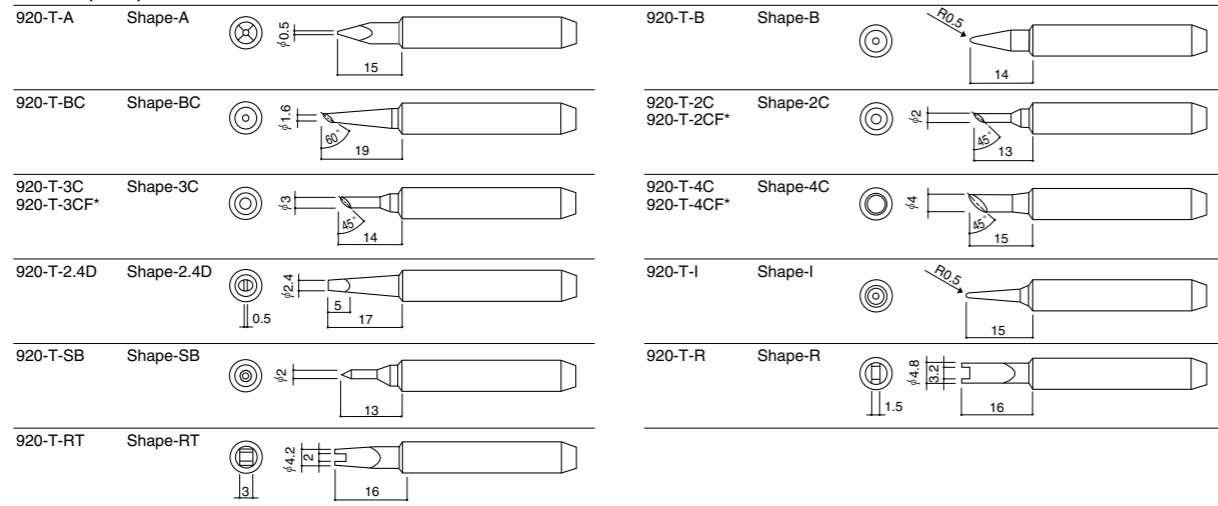 920-T-A Shape-A
φ0.5
15
920-T-B Shape-B
R0.5
14
920-T-BC Shape-BC
φ1.6
60°
19
920-T-2C Shape-2C
920-T-2CF*
φ2
45°
13
920-T-3C Shape-3C
920-T-3CF*
φ3
45°
14
920-T-4C Shape-4C
920-T-4CF*
φ4
45°
15
920-T-2.4D Shape-2.4D
φ2.4
5
0.5
17
920-T-I Shape-I
R0.5
15
920-T-SB Shape-SB
φ2
13
920-T-R Shape-R
φ4.8
3.2
1.5
16
920-T-RT Shape-RT
φ4.2
2
3
16